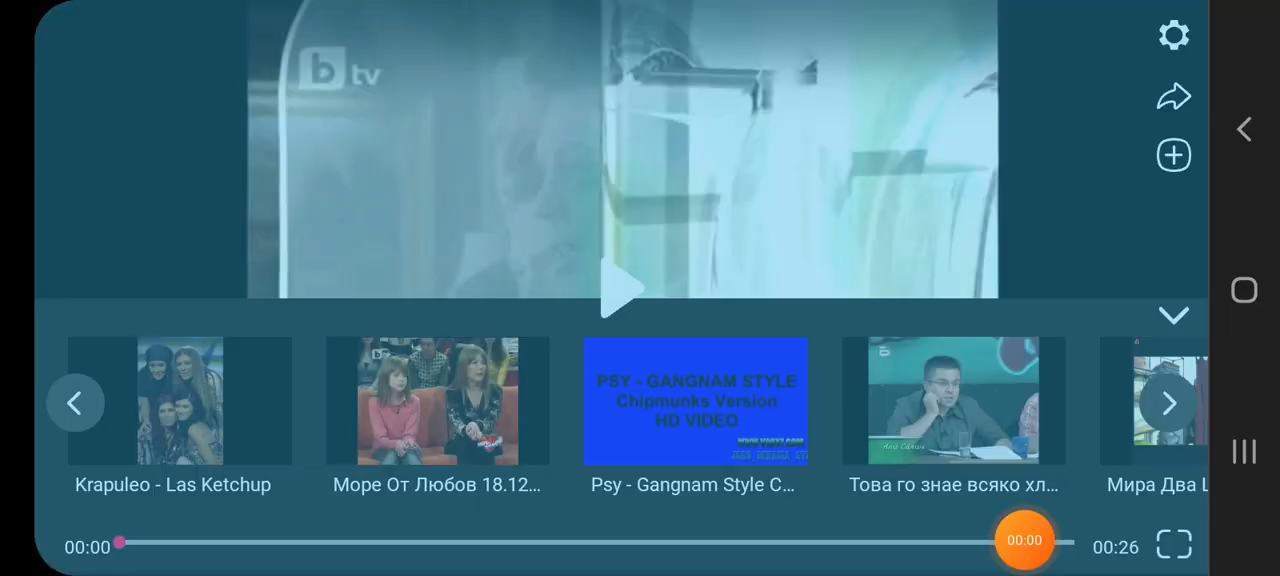 b tv
PSY - GANGNAM STYLE
Chipmunks Version
HD VIDEO
Krapuleo - Las Ketchup
Море От Любов 18.12...
Psy - Gangnam Style C...
Това го знае всяко хл...
Мира Два
00:00
00:00
00:26